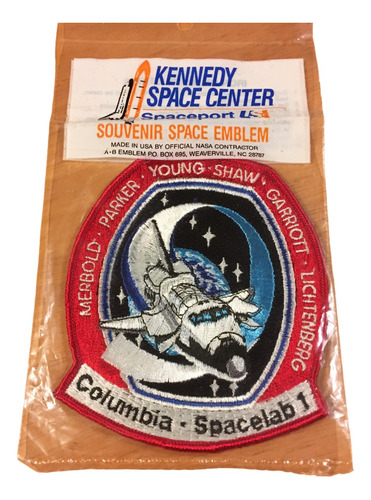 KENNEDY
SPACE CENTER
Spaceport USA
SOUVENIR SPACE EMBLEM
MADE IN USA BY OFFICIAL NASA CONTRACTOR
A-B EMBLEM P.O. BOX 695, WEAVERVILLE, NC 28787
MERBOLD · PARKER · YOUNG · SHAW · GARRIOTT · LICHTENBERG
Columbia · Spacelab 1